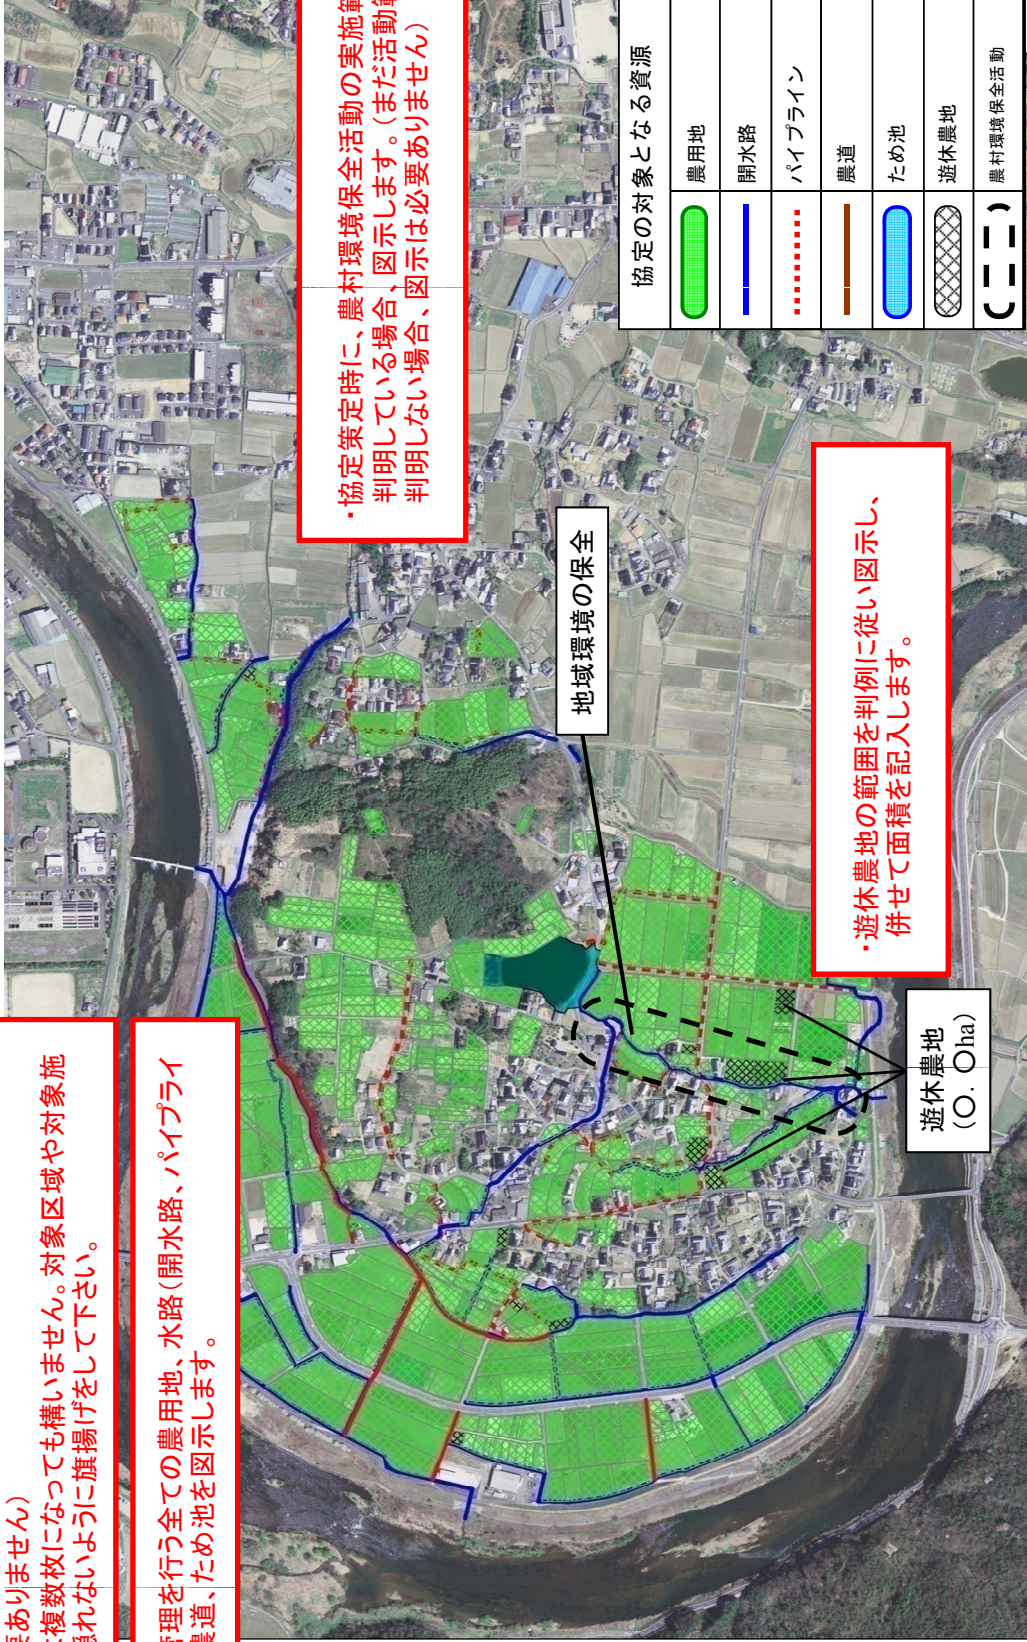 要ありません）
複数枚になっても構いません。対象区域や対象施
隠れないように旗揚げをして下さい。
管理を行う全ての農用地、水路（開水路、パイプライ
農道、ため池を図示します。
・協定策定時に、農村環境保全活動の実施範
判明している場合、図示します。（まだ活動範
判明しない場合、図示は必要ありません）
地域環境の保全
・遊休農地の範囲を判例に従い図示し、
併せて面積を記入します。
遊休農地
（〇．〇ha）
協定の対象となる資源
農用地
開水路
パイプライン
農道
ため池
遊休農地
農村環境保全活動